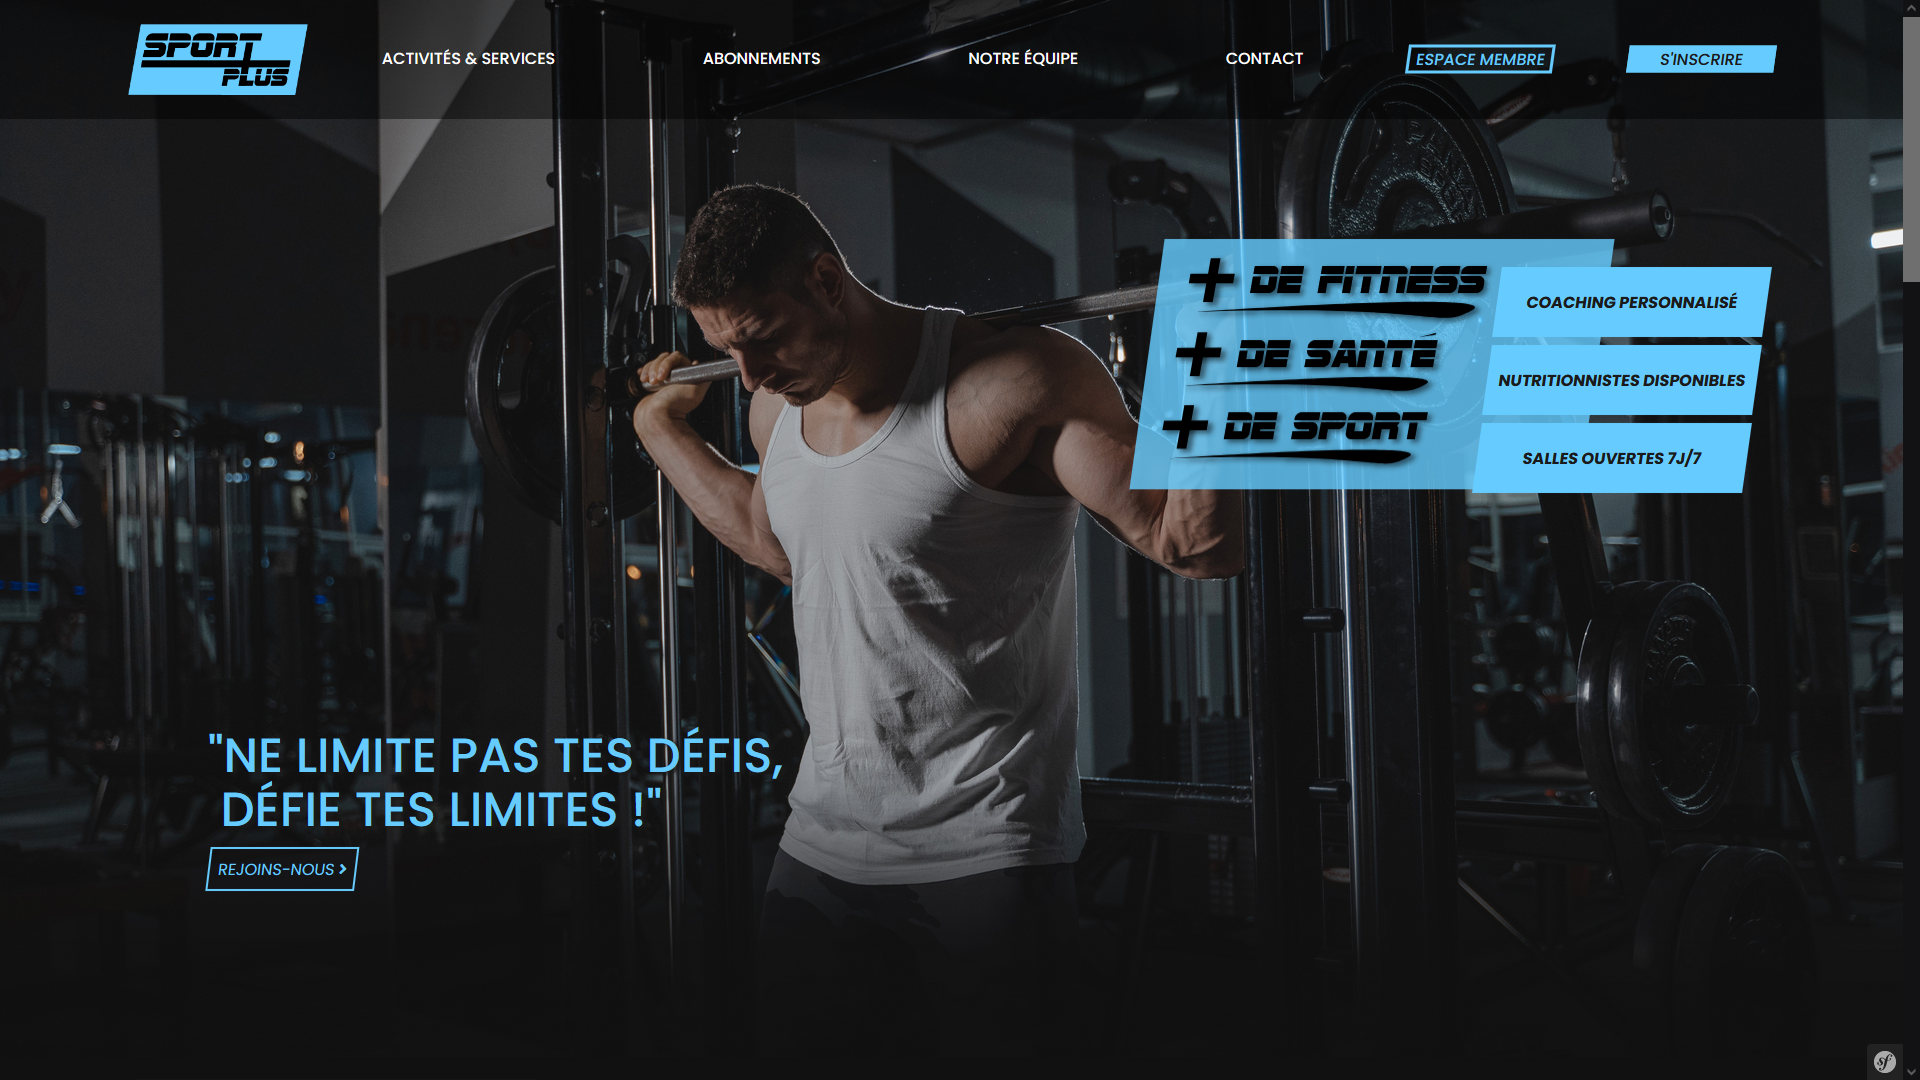 SPORT
PLUS
ACTIVITÉS & SERVICES
ABONNEMENTS
NOTRE ÉQUIPE
CONTACT
ESPACE MEMBRE
S'INSCRIRE
+ DE FITNESS
+ DE SANTÉ
+ DE SPORT
COACHING PERSONNALISÉ
NUTRITIONNISTES DISPONIBLES
SALLES OUVERTES 7J/7
"NE LIMITE PAS TES DÉFIS,
DÉFIE TES LIMITES !"
REJOINS-NOUS >
sf